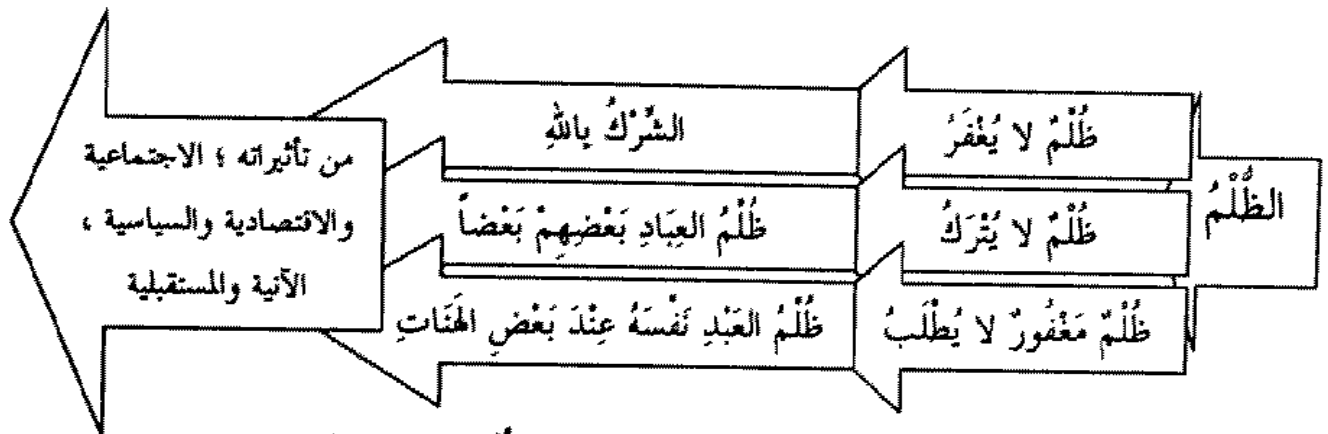 الظُّلْمُ
ظُلْمٌ لا يُغْفَرُ
الشِّرْكُ بِاللهِ
ظُلْمٌ لا يُتْرَكُ
ظُلْمُ العِبَادِ بَعْضِهِمْ بَعْضاً
ظُلْمٌ مَغْفُورٌ لا يُطْلَبُ
ظُلْمُ العَبْدِ نَفْسَهُ عِنْدَ بَعْضِ الهَنَاتِ
من تأثيراته ؛ الاجتماعية
والاقتصادية والسياسية ؛
الآنية والمستقبلية